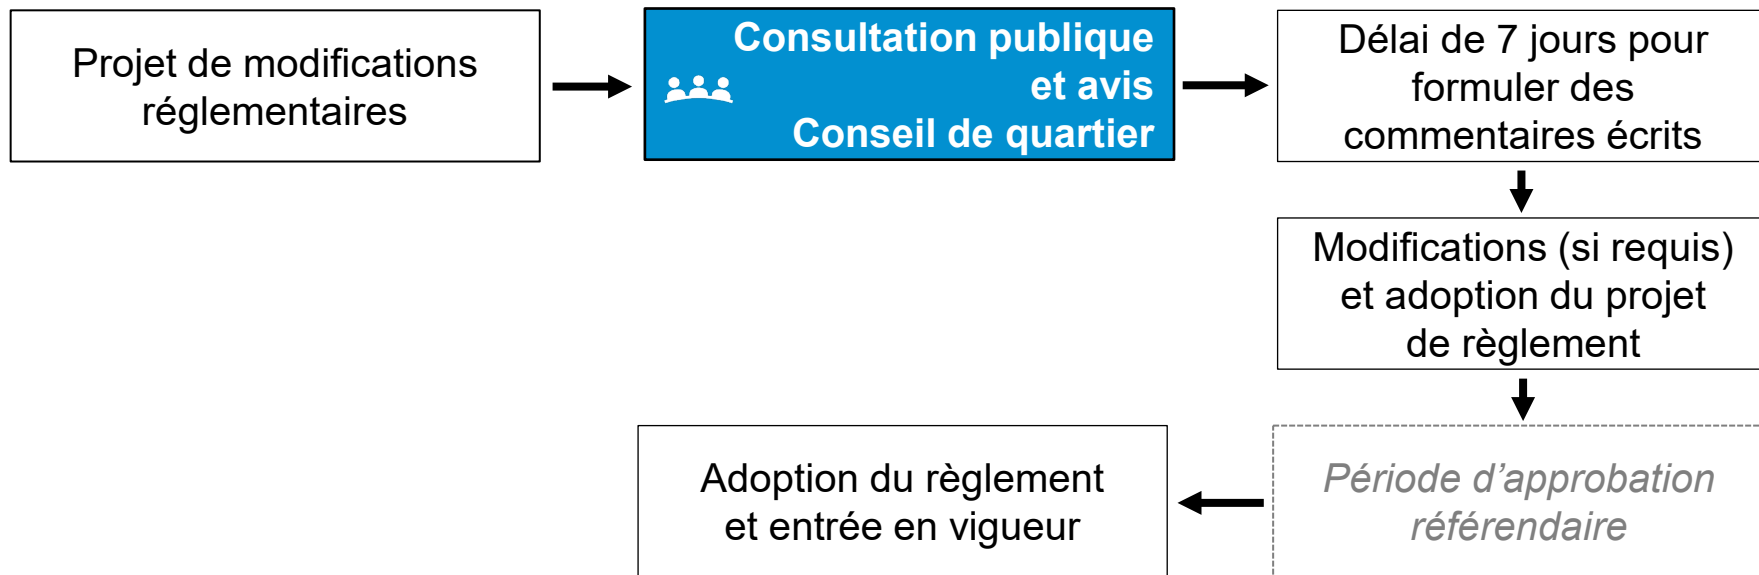 Projet de modifications
réglementaires
Consultation publique
et avis
Conseil de quartier
Délai de 7 jours pour
formuler des
commentaires écrits
Modifications (si requis)
et adoption du projet
de règlement
Période d’approbation
référendaire
Adoption du règlement
et entrée en vigueur